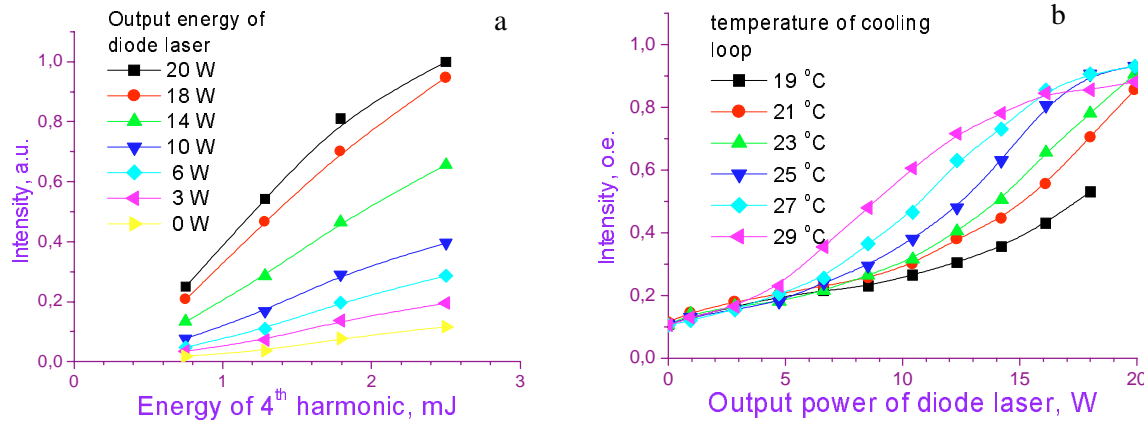 a
Output energy of
diode laser
20 W
18 W
14 W
10 W
6 W
3 W
0 W
Intensity, a.u.
1,0
0,8
0,6
0,4
0,2
0,0
0 1 2 3
Energy of 4th harmonic, mJ
b
temperature of cooling
loop
19 °C
21 °C
23 °C
25 °C
27 °C
29 °C
Intensity, o.e.
1,0
0,8
0,6
0,4
0,2
0,0
0 5 10 15 20
Output power of diode laser, W